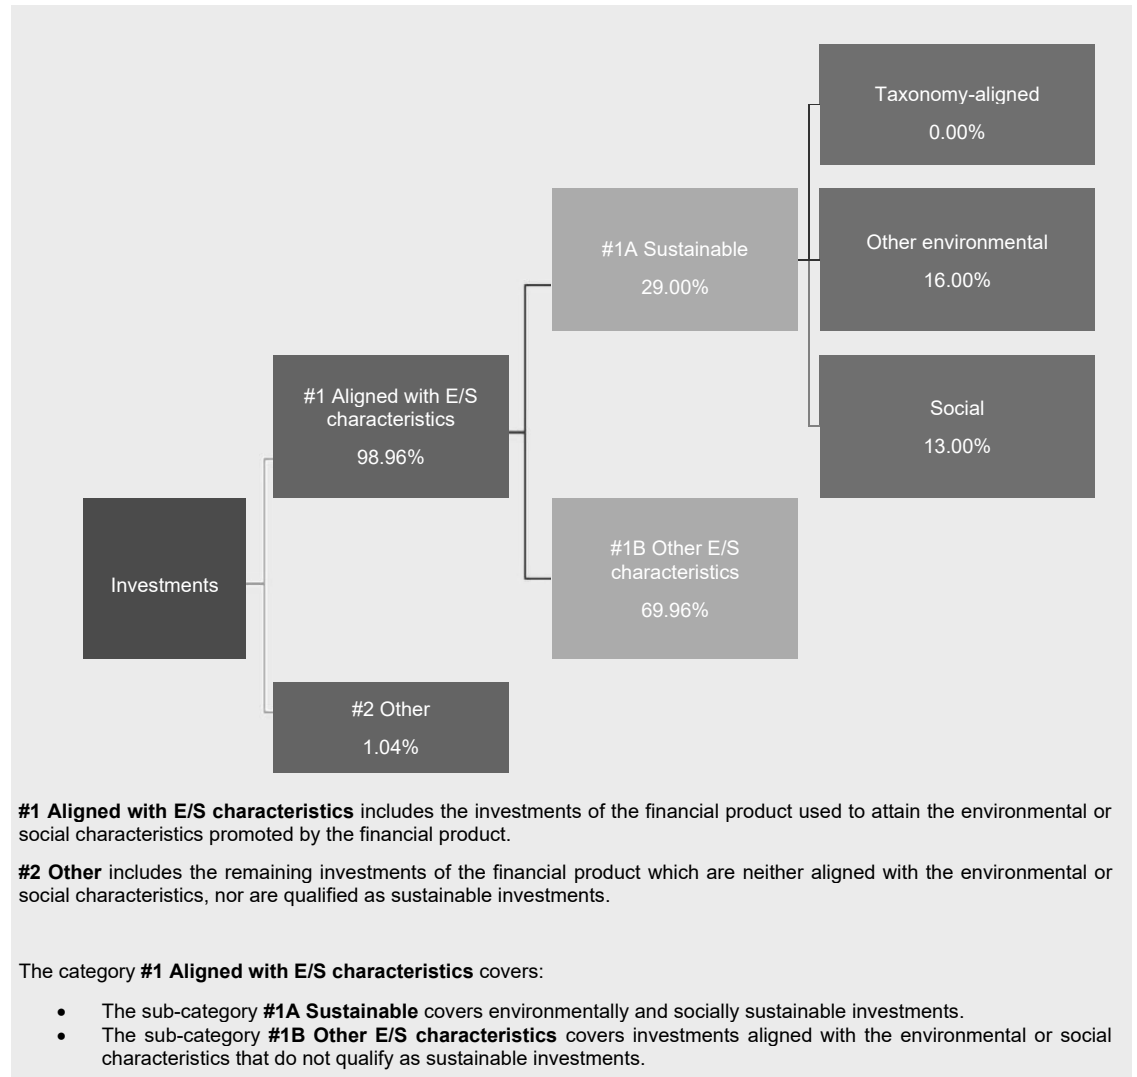 Taxonomy-aligned
0.00%
#1A Sustainable
29.00%
Other environmental
16.00%
#1 Aligned with E/S
characteristics
98.96%
Social
13.00%
Investments
#1B Other E/S
characteristics
69.96%
#2 Other
1.04%
#1 Aligned with E/S characteristics includes the investments of the financial product used to attain the environmental or
social characteristics promoted by the financial product.
#2 Other includes the remaining investments of the financial product which are neither aligned with the environmental or
social characteristics, nor are qualified as sustainable investments.
The category #1 Aligned with E/S characteristics covers:
• The sub-category #1A Sustainable covers environmentally and socially sustainable investments.
• The sub-category #1B Other E/S characteristics covers investments aligned with the environmental or social
characteristics that do not qualify as sustainable investments.